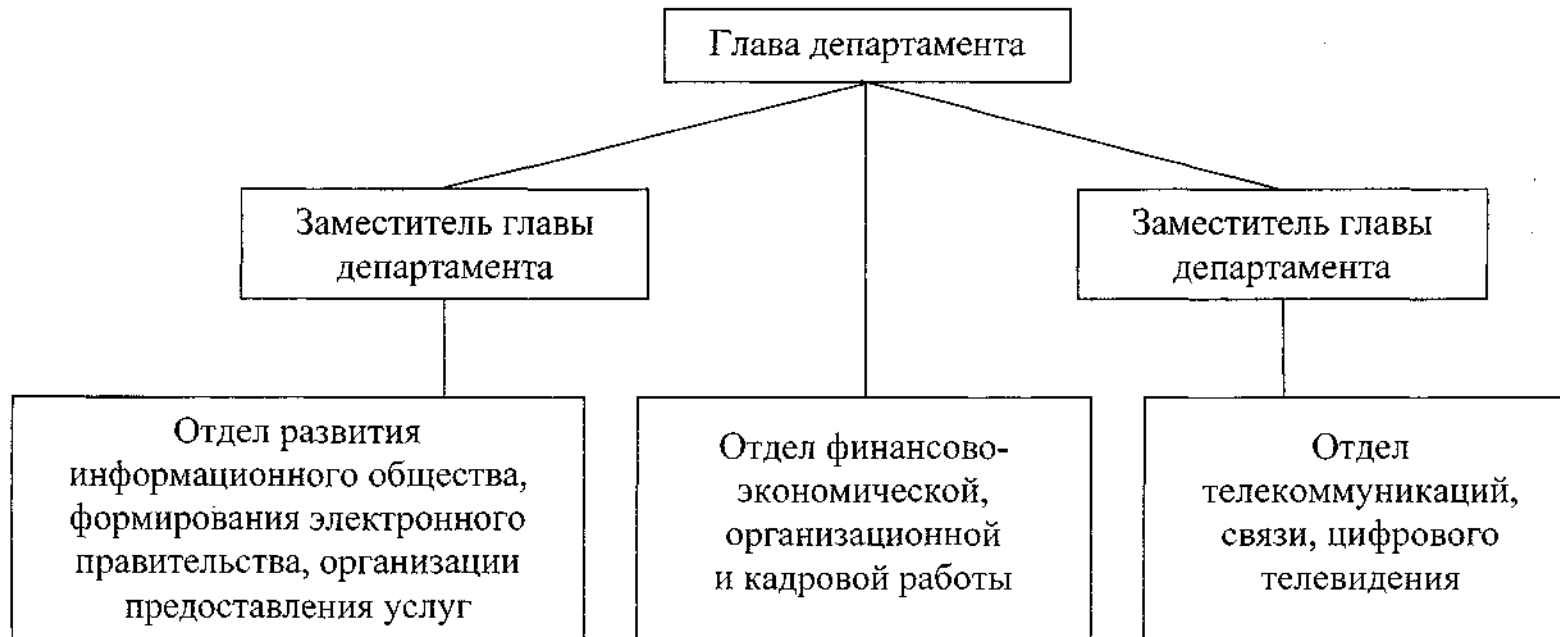 Глава департамента
Заместитель главы
департамента
Заместитель главы
департамента
Отдел развития
информационного общества,
формирования электронного
правительства, организации
предоставления услуг
Отдел финансово-
экономической,
организационной
и кадровой работы
Отдел
телекоммуникаций,
связи, цифрового
телевидения